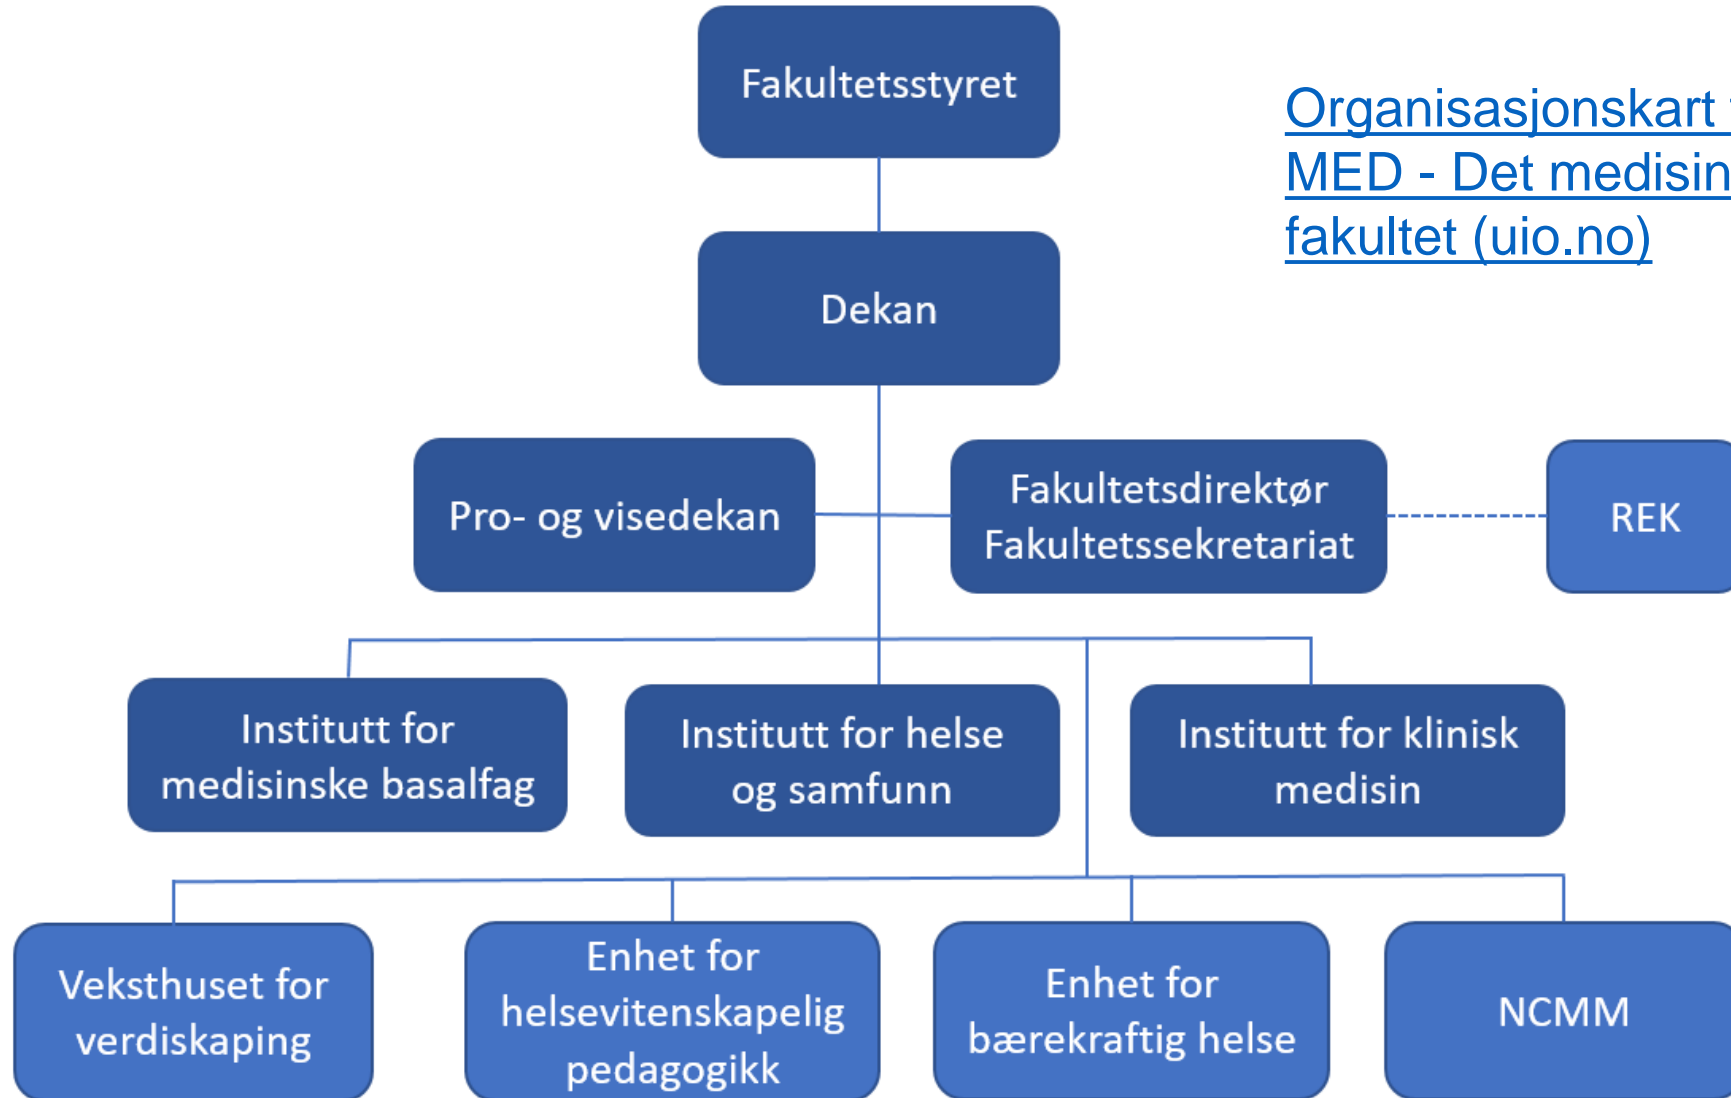 Fakultetsstyret
Organisasjonskart
MED - Det medisin
fakultet (uio.no)
Dekan
Pro- og visedekan
Fakultetsdirektør
Fakultetssekretariat
REK
Institutt for
medisinske basalfag
Institutt for helse
og samfunn
Institutt for klinisk
medisin
Veksthuset for
verdiskaping
Enhet for
helsevitenskapelig
pedagogikk
Enhet for
bærekraftig helse
NCMM